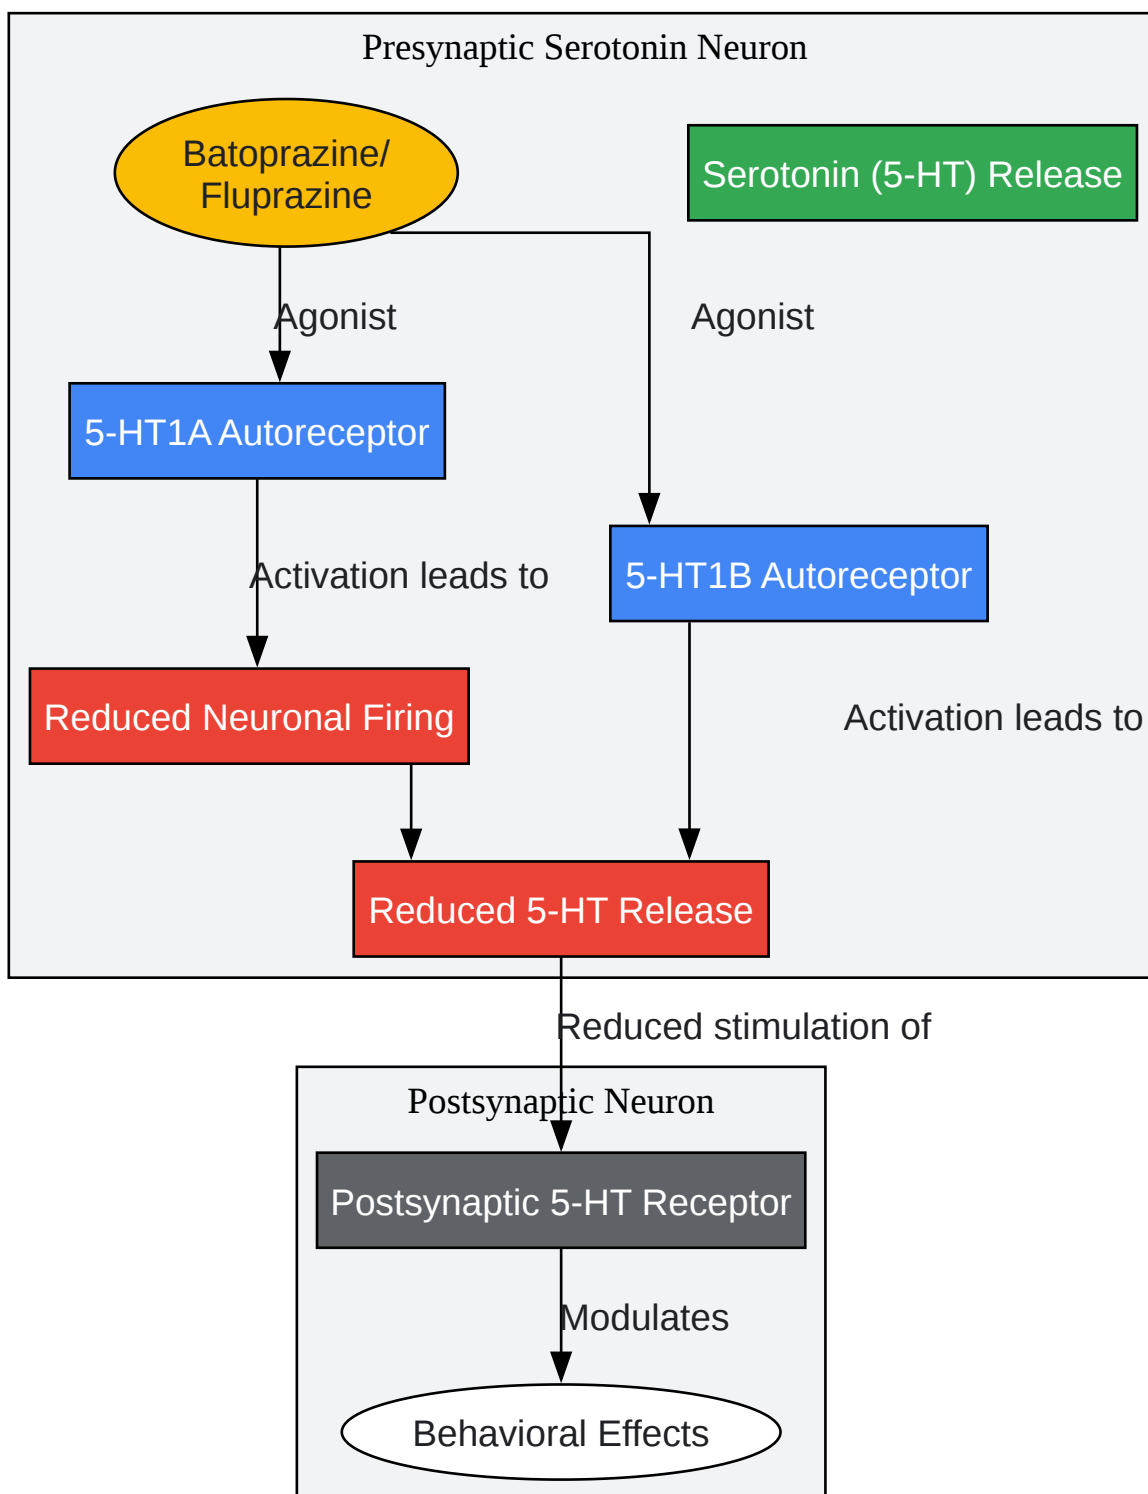 Presynaptic Serotonin Neuron
Batoprazine/
Fluprazine
Serotonin (5-HT) Release
Agonist
Agonist
5-HT1A Autoreceptor
Activation leads to
5-HT1B Autoreceptor
Reduced Neuronal Firing
Activation leads to
Reduced 5-HT Release
Reduced stimulation of
Postsynaptic Neuron
Postsynaptic 5-HT Receptor
Modulates
Behavioral Effects